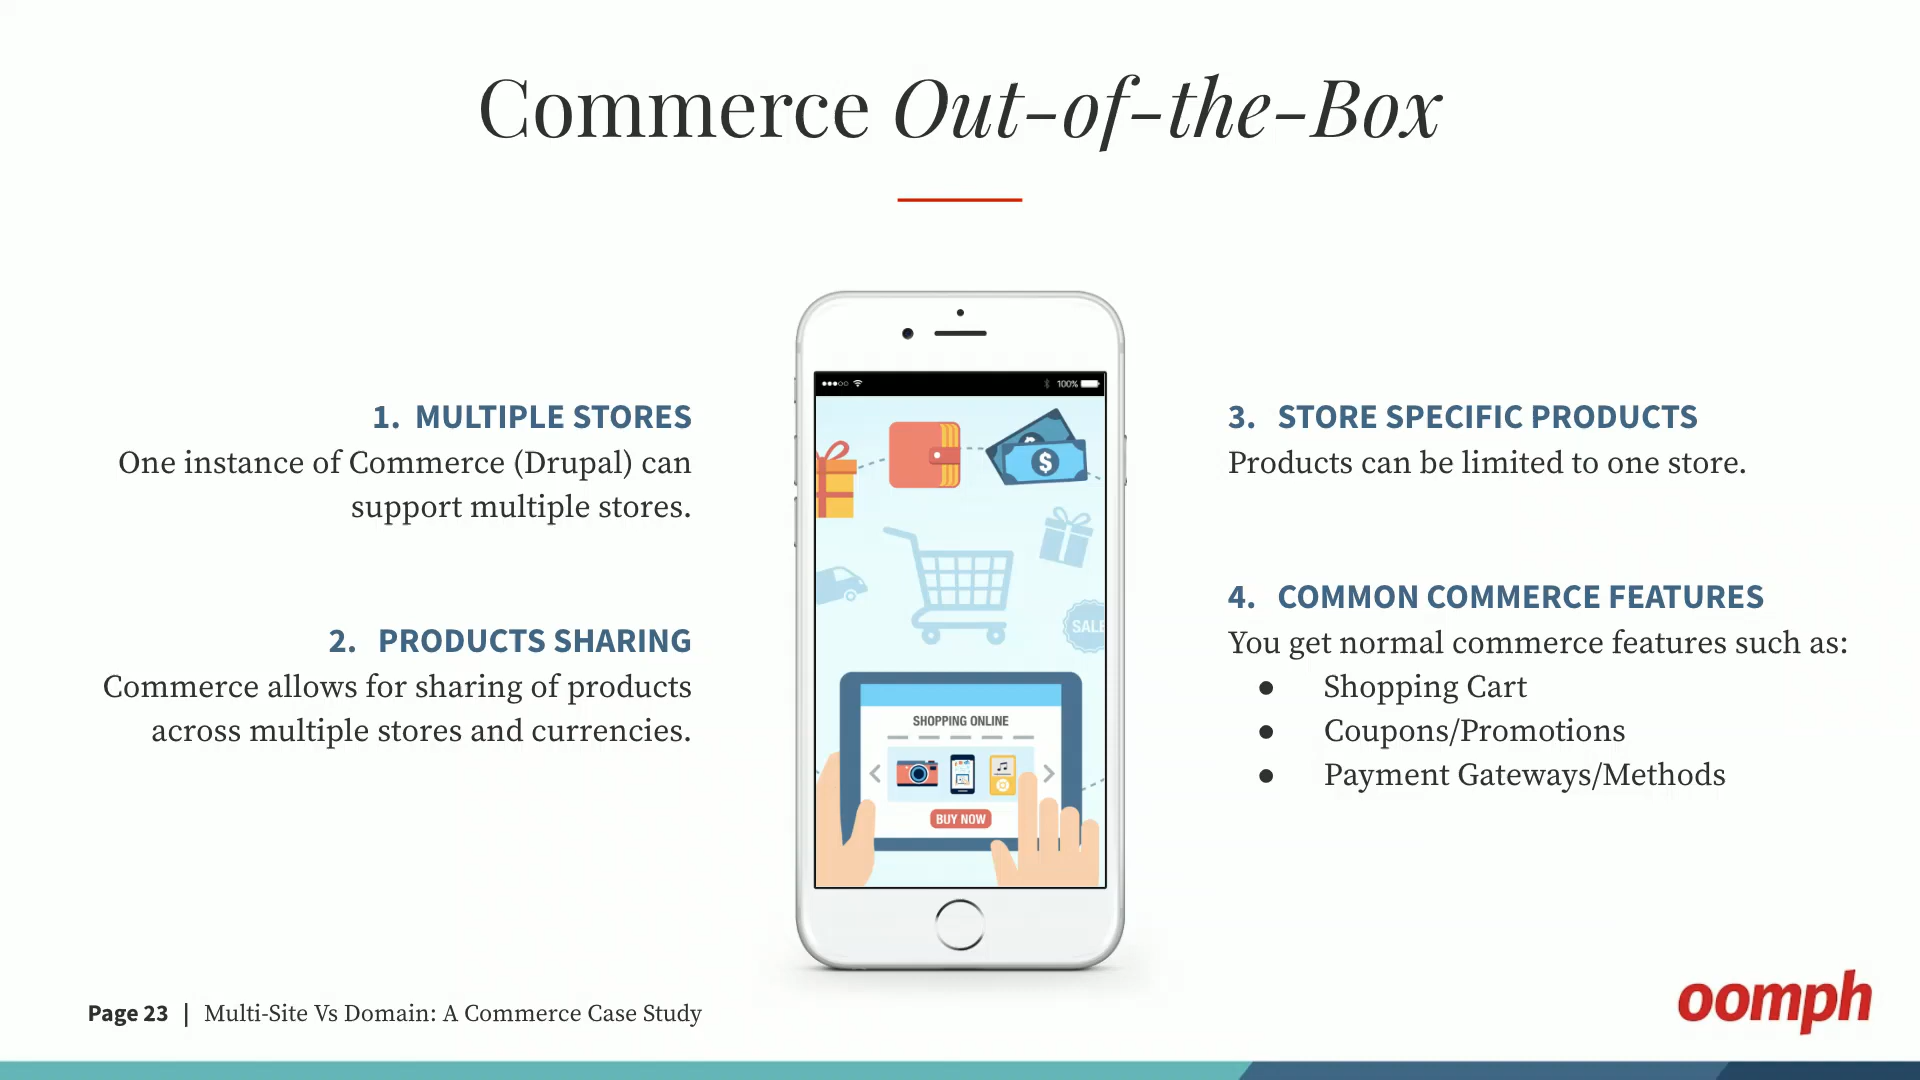 Commerce Out-of-the-Box
1. MULTIPLE STORES
One instance of Commerce (Drupal) can
support multiple stores.
2. PRODUCTS SHARING
Commerce allows for sharing of products
across multiple stores and currencies.
100%
$
SALE
SHOPPING ONLINE
BUY NOW
3. STORE SPECIFIC PRODUCTS
Products can be limited to one store.
4. COMMON COMMERCE FEATURES
You get normal commerce features such as:
● Shopping Cart
● Coupons/Promotions
● Payment Gateways/Methods
Page 23 | Multi-Site Vs Domain: A Commerce Case Study
oomph